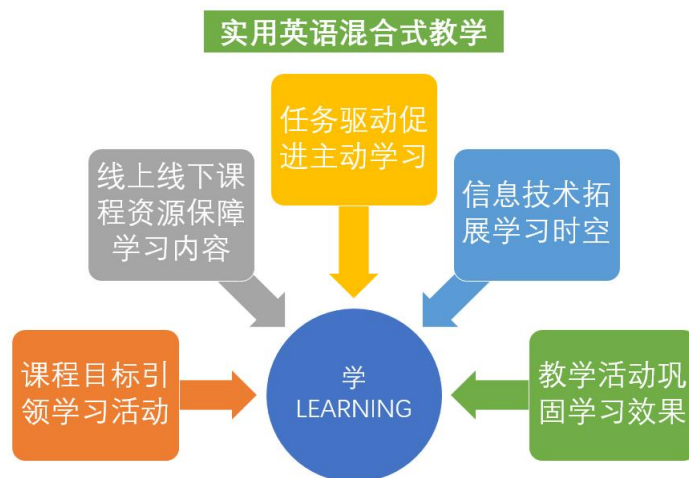 实用英语混合式教学
任务驱动促
进主动学习
线上线下课
程资源保障
学习内容
信息技术拓
展学习时空
课程目标引
领学习活动
学
LEARNING
教学活动巩
固学习效果